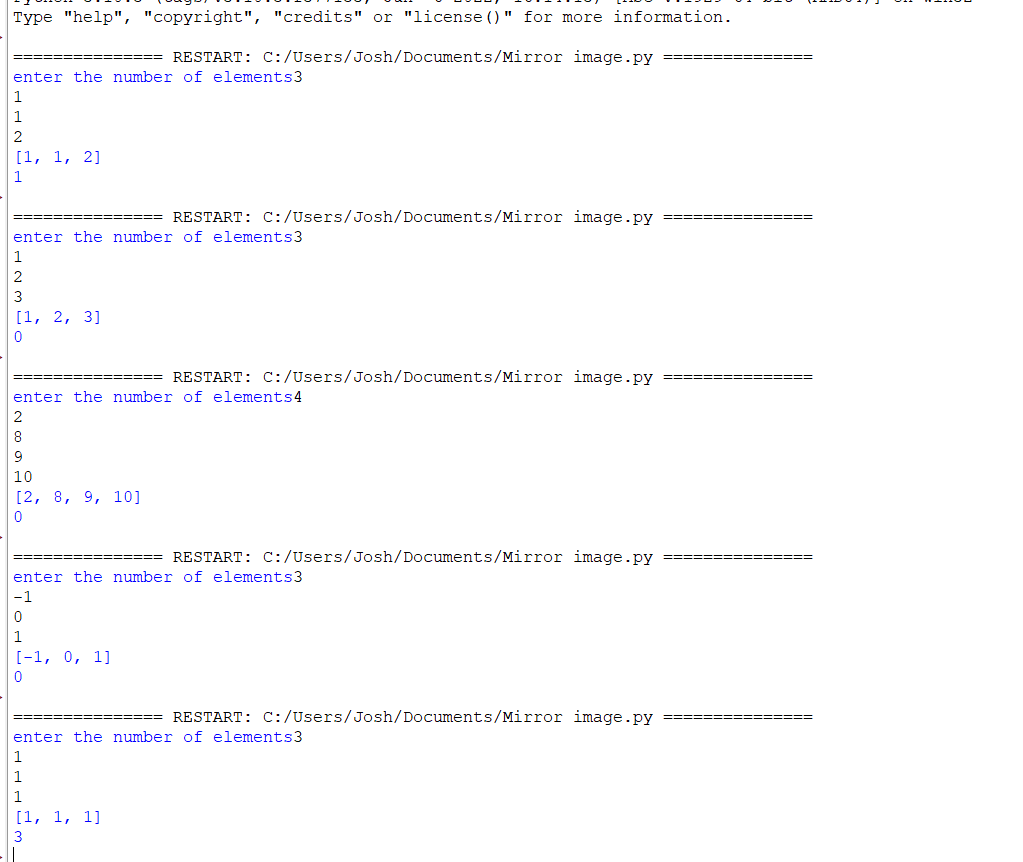 Type "help", "copyright", "credits" or "license()" for more information.
=============== RESTART: C:/Users/Josh/Documents/Mirror image.py ===============
enter the number of elements3
1
1
2
[1, 1, 2]
1
=============== RESTART: C:/Users/Josh/Documents/Mirror image.py ===============
enter the number of elements3
1
2
3
[1, 2, 3]
0
=============== RESTART: C:/Users/Josh/Documents/Mirror image.py ===============
enter the number of elements4
2
8
9
10
[2, 8, 9, 10]
0
=============== RESTART: C:/Users/Josh/Documents/Mirror image.py ===============
enter the number of elements3
-1
0
1
[-1, 0, 1]
0
=============== RESTART: C:/Users/Josh/Documents/Mirror image.py ===============
enter the number of elements3
1
1
1
[1, 1, 1]
3